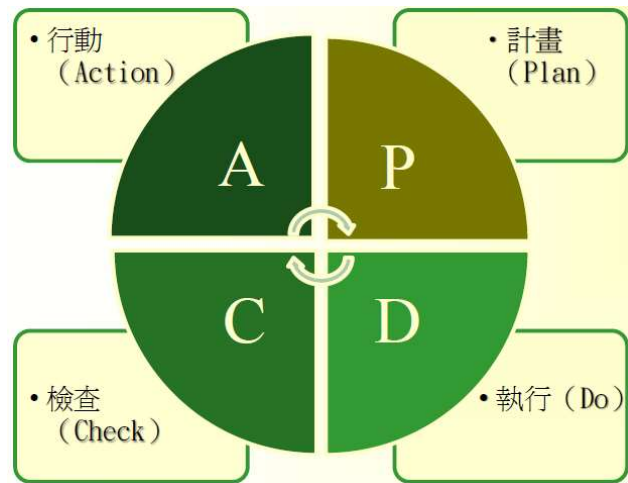 • 行動
（Action）
• 計畫
（Plan）
A
P
C
D
• 檢查
（Check）
• 執行（Do）